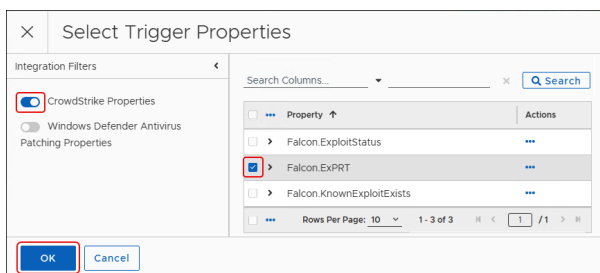 Select Trigger Properties
Integration Filters
CrowdStrike Properties
Windows Defender Antivirus
Patching Properties
Search Columns...
Search
Property
Actions
Falcon.ExploitStatus
Falcon.ExPRT
Falcon.KnownExploitExists
Rows Per Page: 10 1 - 3 of 3 1 / 1
OK Cancel